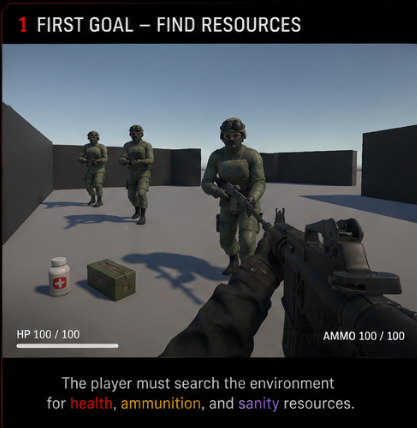 1 FIRST GOAL – FIND RESOURCES
HP 100 / 100
AMMO 100 / 100
The player must search the environment
for health, ammunition, and sanity resources.